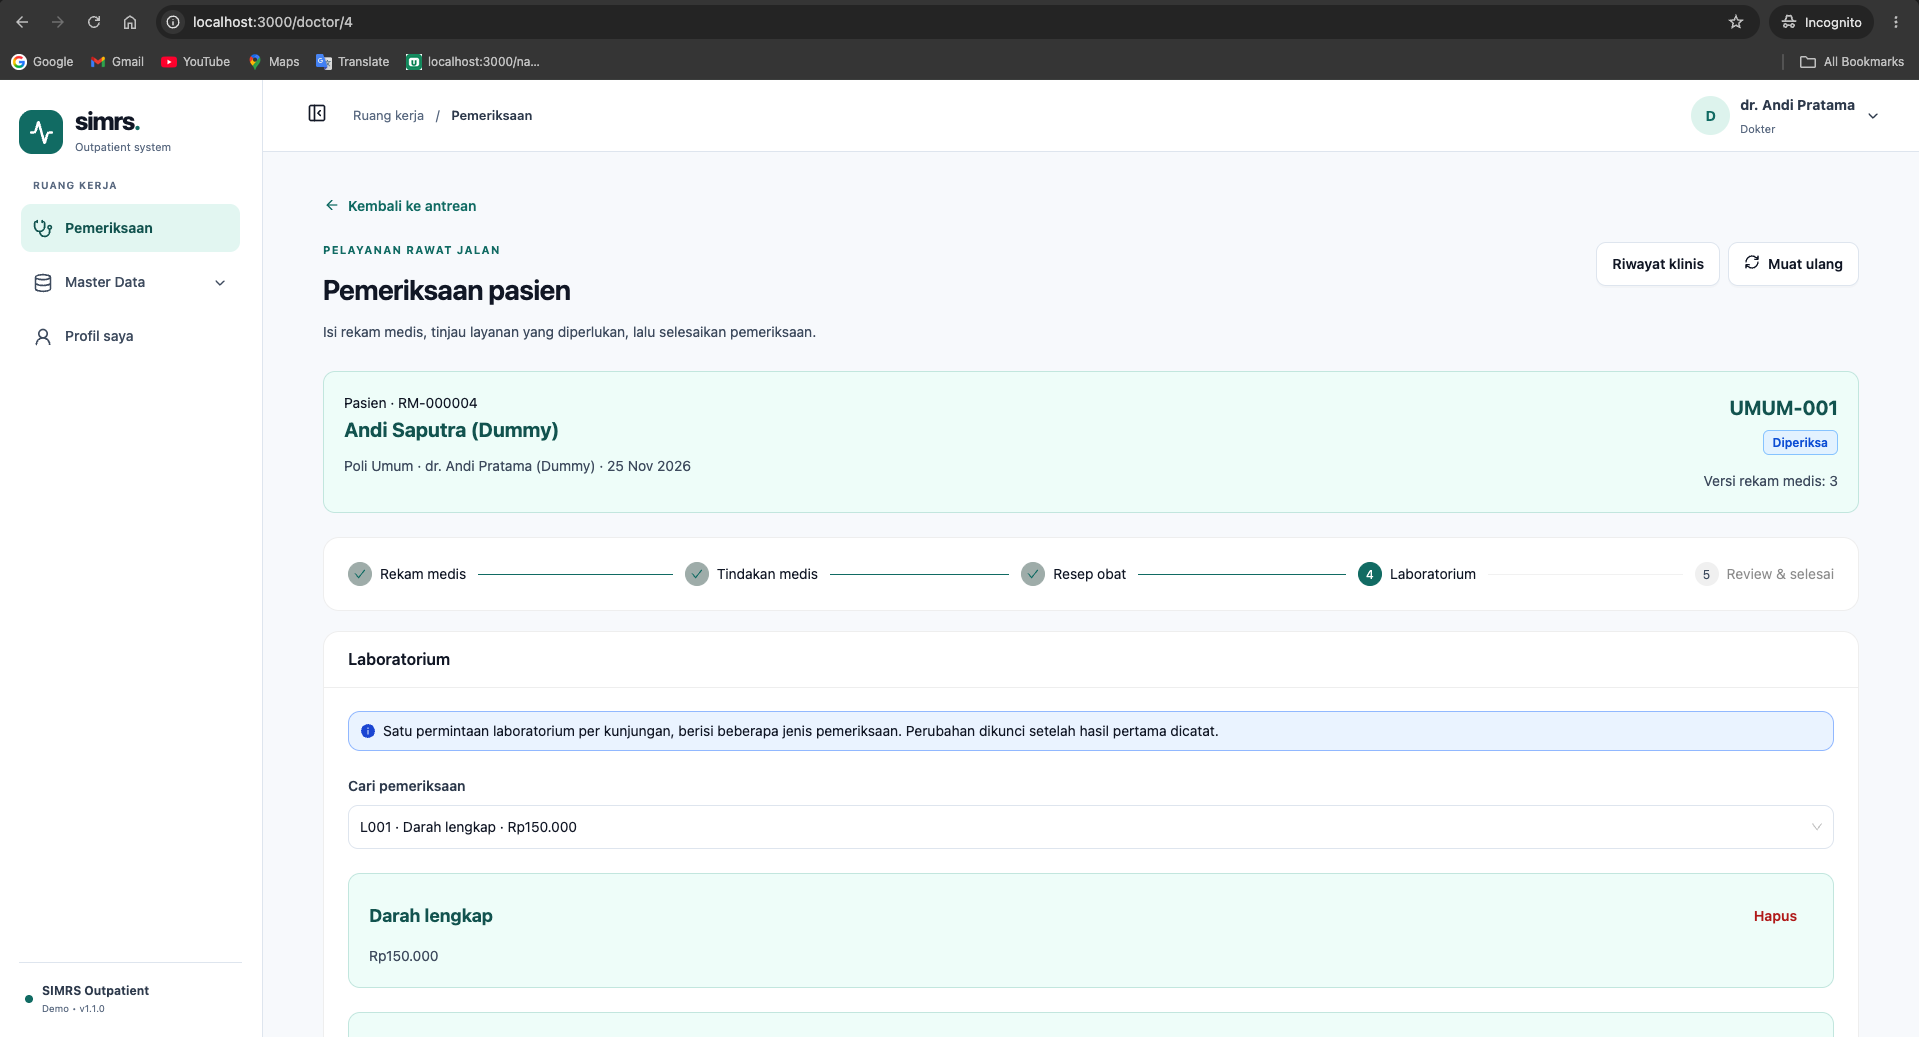 localhost:3000/doctor/4
Incognito
Google
Gmail
YouTube
Maps
Translate
localhost:3000/na...
All Bookmarks
simrs.
Outpatient system
RUANG KERJA
Pemeriksaan
Master Data
Profil saya
SIMRS Outpatient
Demo • v1.1.0
Ruang kerja / Pemeriksaan
D
dr. Andi Pratama
Dokter
Kembali ke antrean
PELAYANAN RAWAT JALAN
Pemeriksaan pasien
Isi rekam medis, tinjau layanan yang diperlukan, lalu selesaikan pemeriksaan.
Riwayat klinis
Muat ulang
Pasien · RM-000004
Andi Saputra (Dummy)
Poli Umum · dr. Andi Pratama (Dummy) · 25 Nov 2026
UMUM-001
Diperiksa
Versi rekam medis: 3
Rekam medis
Tindakan medis
Resep obat
4 Laboratorium
5 Review & selesai
Laboratorium
Satu permintaan laboratorium per kunjungan, berisi beberapa jenis pemeriksaan. Perubahan dikunci setelah hasil pertama dicatat.
Cari pemeriksaan
L001 · Darah lengkap · Rp150.000
Darah lengkap
Hapus
Rp150.000